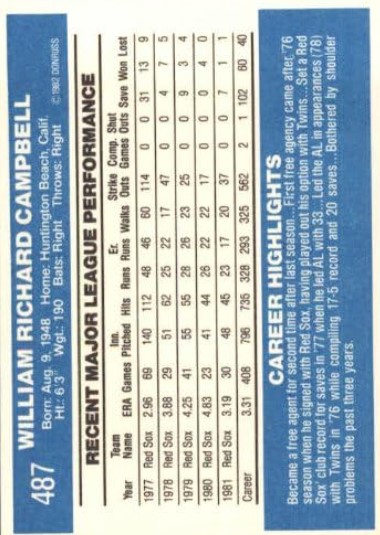 487
WILLIAM RICHARD CAMPBELL
Born: Aug. 9, 1948 Home: Huntington Beach, Calif.
Ht.: 6'3" Wgt.: 190 Bats: Right Throws: Right © 1982 DONRUSS
RECENT MAJOR LEAGUE PERFORMANCE
Year Team Name ERA Games Inn. Pitched Hits Runs Er. Runs Walks Strike Outs Comp. Games Shut Outs Save Won Lost
1977 Red Sox 2.96 69 140 112 48 46 60 114 0 0 31 13 9
1978 Red Sox 3.88 29 51 62 25 22 17 47 0 0 4 7 5
1979 Red Sox 4.25 41 55 55 28 26 23 25 0 0 9 3 4
1980 Red Sox 4.83 23 41 44 26 22 22 17 0 0 0 4 0
1981 Red Sox 3.19 30 48 45 23 17 20 37 0 0 7 1 1
Career 3.31 408 796 735 328 293 325 562 2 1 102 60 40
CAREER HIGHLIGHTS
Became a free agent for second time after last season...First free agency came after '76
season when he signed with Red Sox, having played out his option with Twins...Set a Red
Sox club record for saves in '77 when he led AL with 33...Led the AL in appearances (78)
with Twins in '76 while compiling 17-5 record and 20 saves...Bothered by shoulder
problems the past three years.